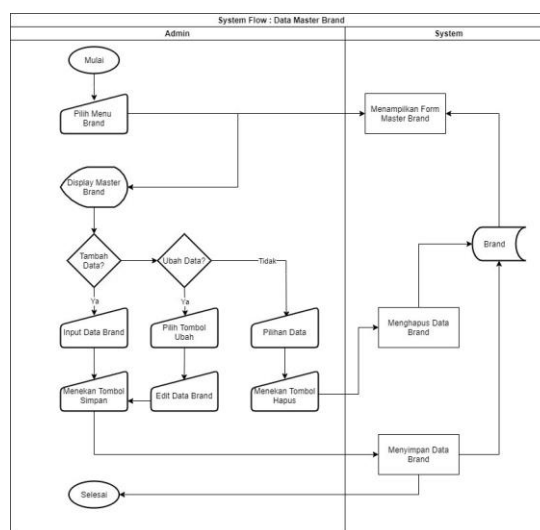 System Flow : Data Master Brand
Admin
System
Mulai
Pilih Menu
Brand
Menampilkan Form
Master Brand
Display Master
Brand
Tambah
Data?
Ubah Data?
Tidak
Brand
Ya
Ya
Input Data Brand
Pilih Tombol
Ubah
Pilihan Data
Menghapus Data
Brand
Menekan Tombol
Simpan
Edit Data Brand
Menekan Tombol
Hapus
Menyimpan Data
Brand
Selesai